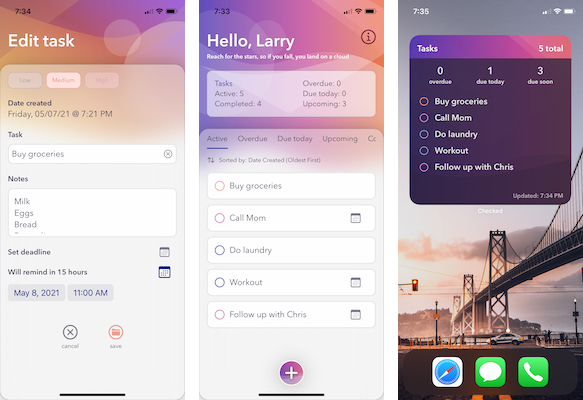 7:34
Edit task
Low
Medium
High
Date created
Friday, 05/07/21 @ 7:21 PM
Task
Buy groceries
Notes
Milk
Eggs
Bread
Set deadline
Will remind in 15 hours
May 8, 2021
11:00 AM
cancel
save
7:33
Hello, Larry
Reach for the stars, so if you fall, you land on a cloud
Tasks
Active: 5
Completed: 4
Overdue: 0
Due today: 0
Upcoming: 3
Active
Overdue
Due today
Upcoming
Co
Sorted by: Date Created (Oldest First)
Buy groceries
Call Mom
Do laundry
Workout
Follow up with Chris
7:35
Tasks
5 total
0
overdue
1
due today
3
due soon
Buy groceries
Call Mom
Do laundry
Workout
Follow up with Chris
Updated: 7:34 PM
Checked